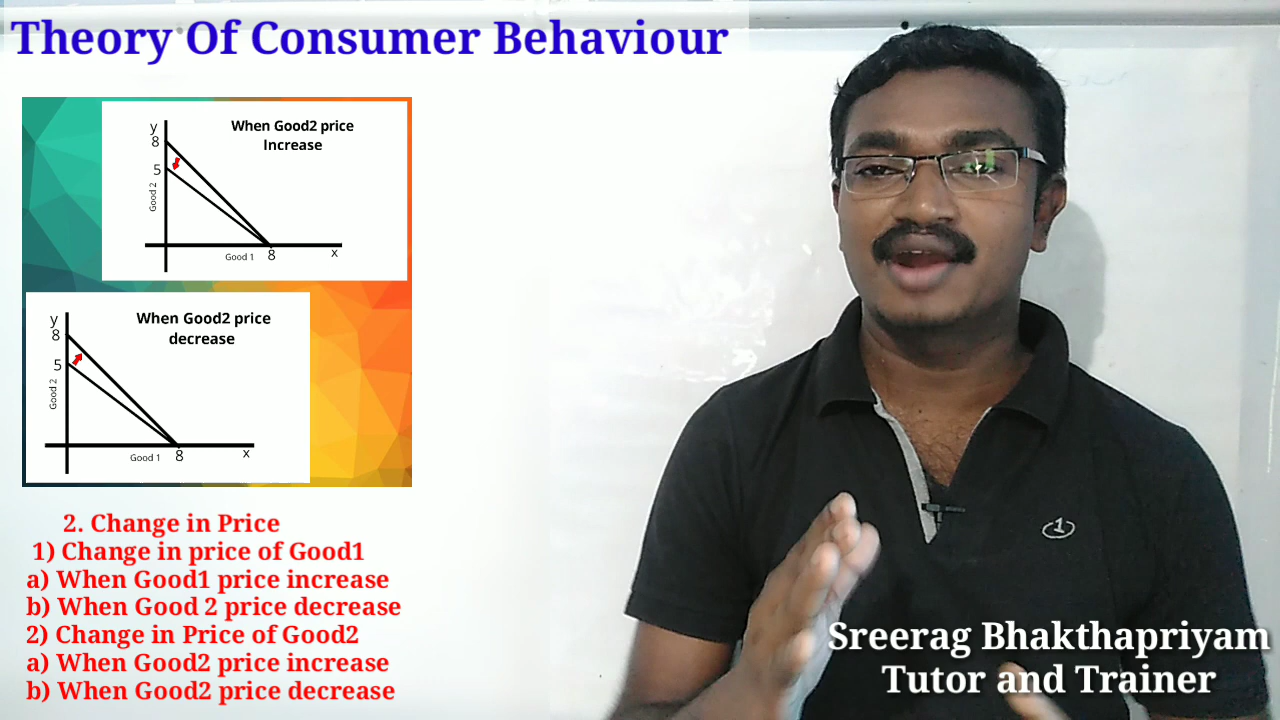 Theory Of Consumer Behaviour
When Good2 price
Increase
y
8
5
Good 2
Good 1
8
x
When Good2 price
decrease
y
8
5
Good 2
Good 1
8
x
2. Change in Price
1) Change in price of Good1
a) When Good1 price increase
b) When Good 2 price decrease
2) Change in Price of Good2
a) When Good2 price increase
b) When Good2 price decrease
1
Sreerag Bhakthapriyam
Tutor and Trainer